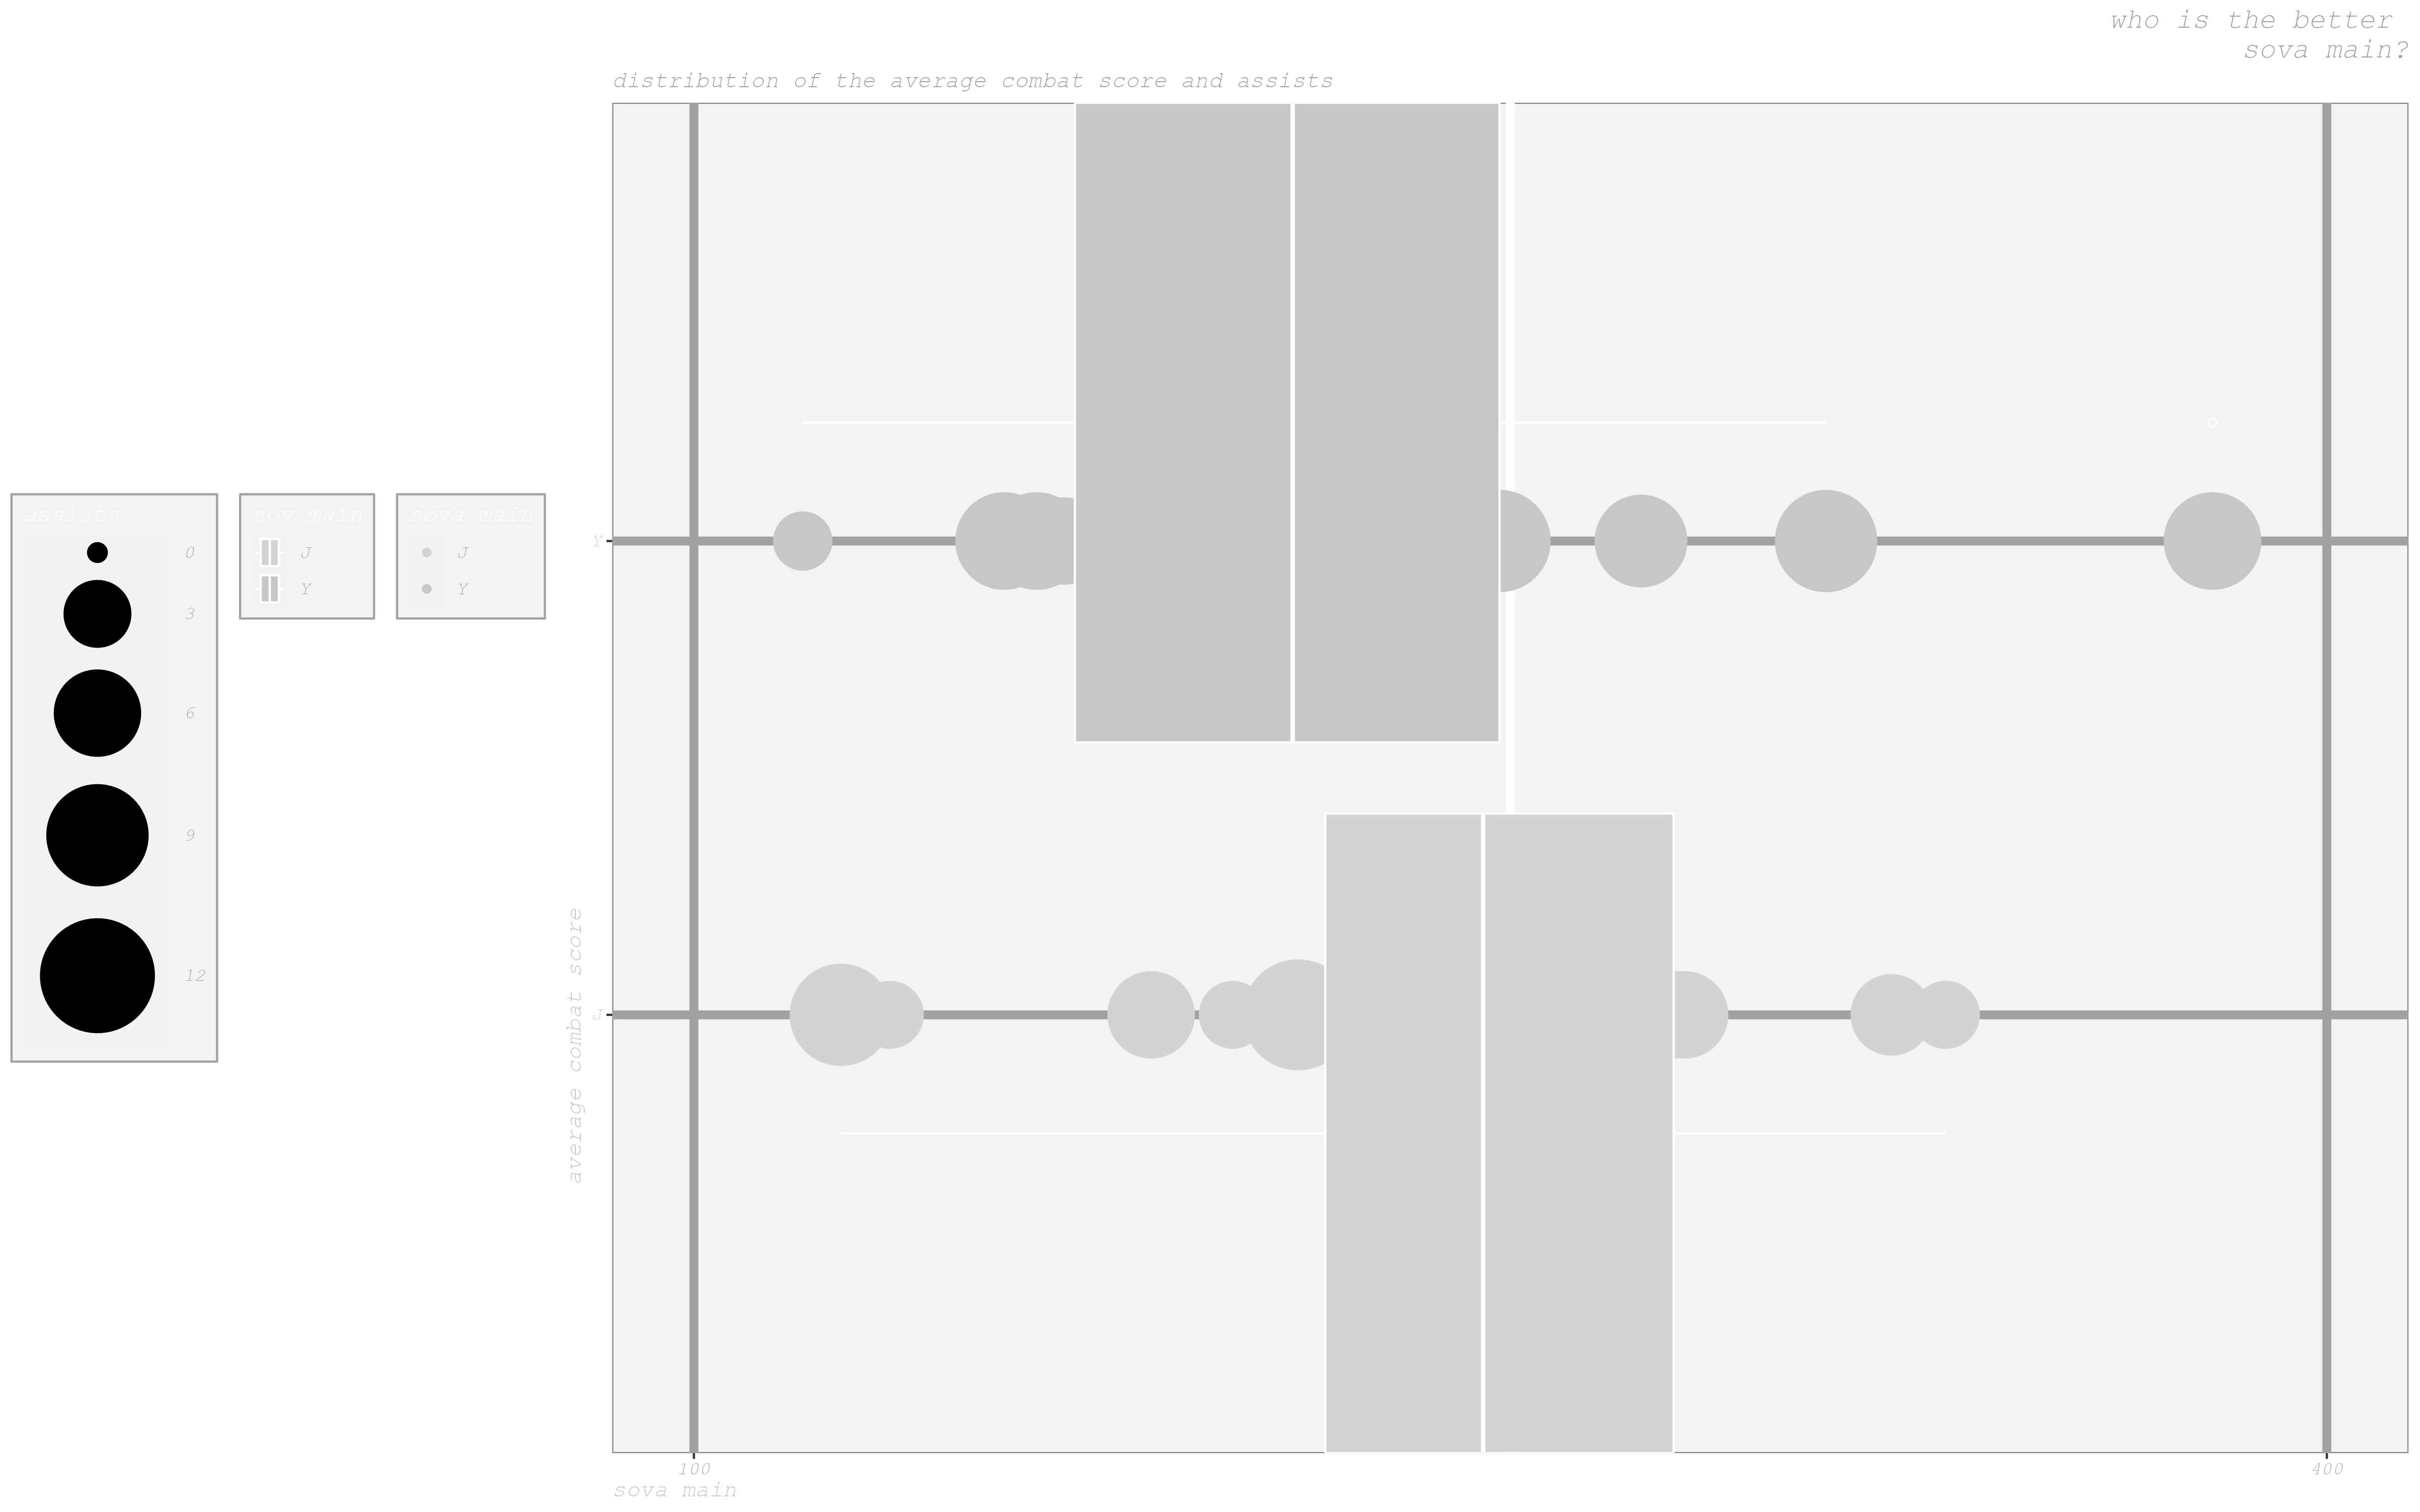 who is the better
sova main?
distribution of the average combat score and assists
assists
0
3
6
9
12
sov main
J
Y
sova main
J
Y
average combat score
Y
J
100
400
sova main